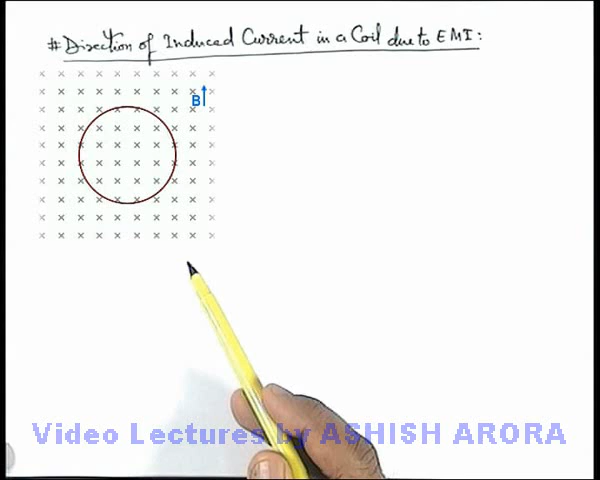 # Direction of Induced Current in a Coil due to EMI:
B↑
Video Lectures by ASHISH ARORA